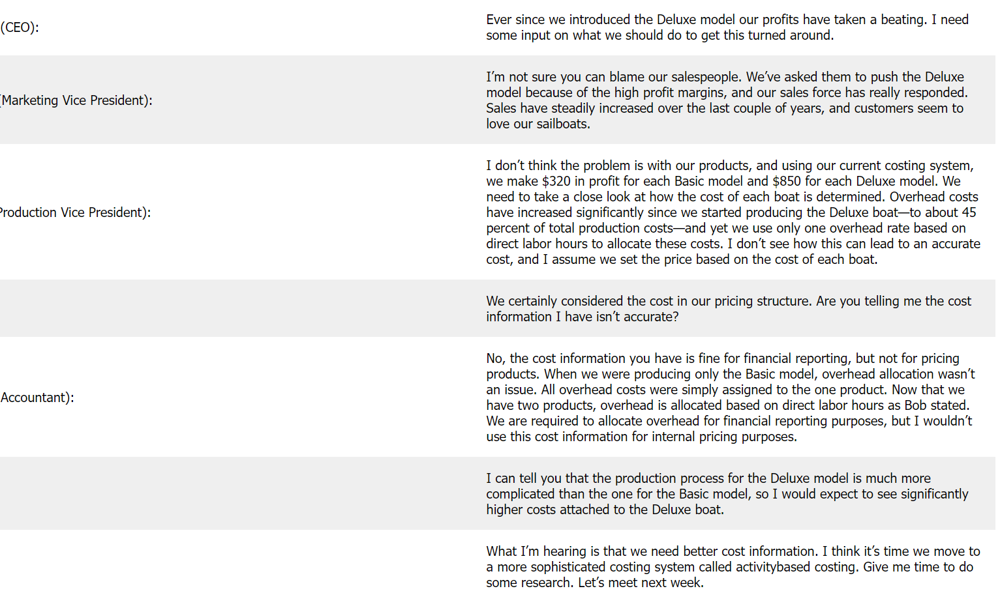 (CEO):
Ever since we introduced the Deluxe model our profits have taken a beating. I need
some input on what we should do to get this turned around.
(Marketing Vice President):
I’m not sure you can blame our salespeople. We’ve asked them to push the Deluxe
model because of the high profit margins, and our sales force has really responded.
Sales have steadily increased over the last couple of years, and customers seem to
love our sailboats.
Production Vice President):
I don’t think the problem is with our products, and using our current costing system,
we make $320 in profit for each Basic model and $850 for each Deluxe model. We
need to take a close look at how the cost of each boat is determined. Overhead costs
have increased significantly since we started producing the Deluxe boat—to about 45
percent of total production costs—and yet we use only one overhead rate based on
direct labor hours to allocate these costs. I don’t see how this can lead to an accurate
cost, and I assume we set the price based on the cost of each boat.
We certainly considered the cost in our pricing structure. Are you telling me the cost
information I have isn’t accurate?
Accountant):
No, the cost information you have is fine for financial reporting, but not for pricing
products. When we were producing only the Basic model, overhead allocation wasn’t
an issue. All overhead costs were simply assigned to the one product. Now that we
have two products, overhead is allocated based on direct labor hours as Bob stated.
We are required to allocate overhead for financial reporting purposes, but I wouldn’t
use this cost information for internal pricing purposes.
I can tell you that the production process for the Deluxe model is much more
complicated than the one for the Basic model, so I would expect to see significantly
higher costs attached to the Deluxe boat.
What I’m hearing is that we need better cost information. I think it’s time we move to
a more sophisticated costing system called activitybased costing. Give me time to do
some research. Let’s meet next week.